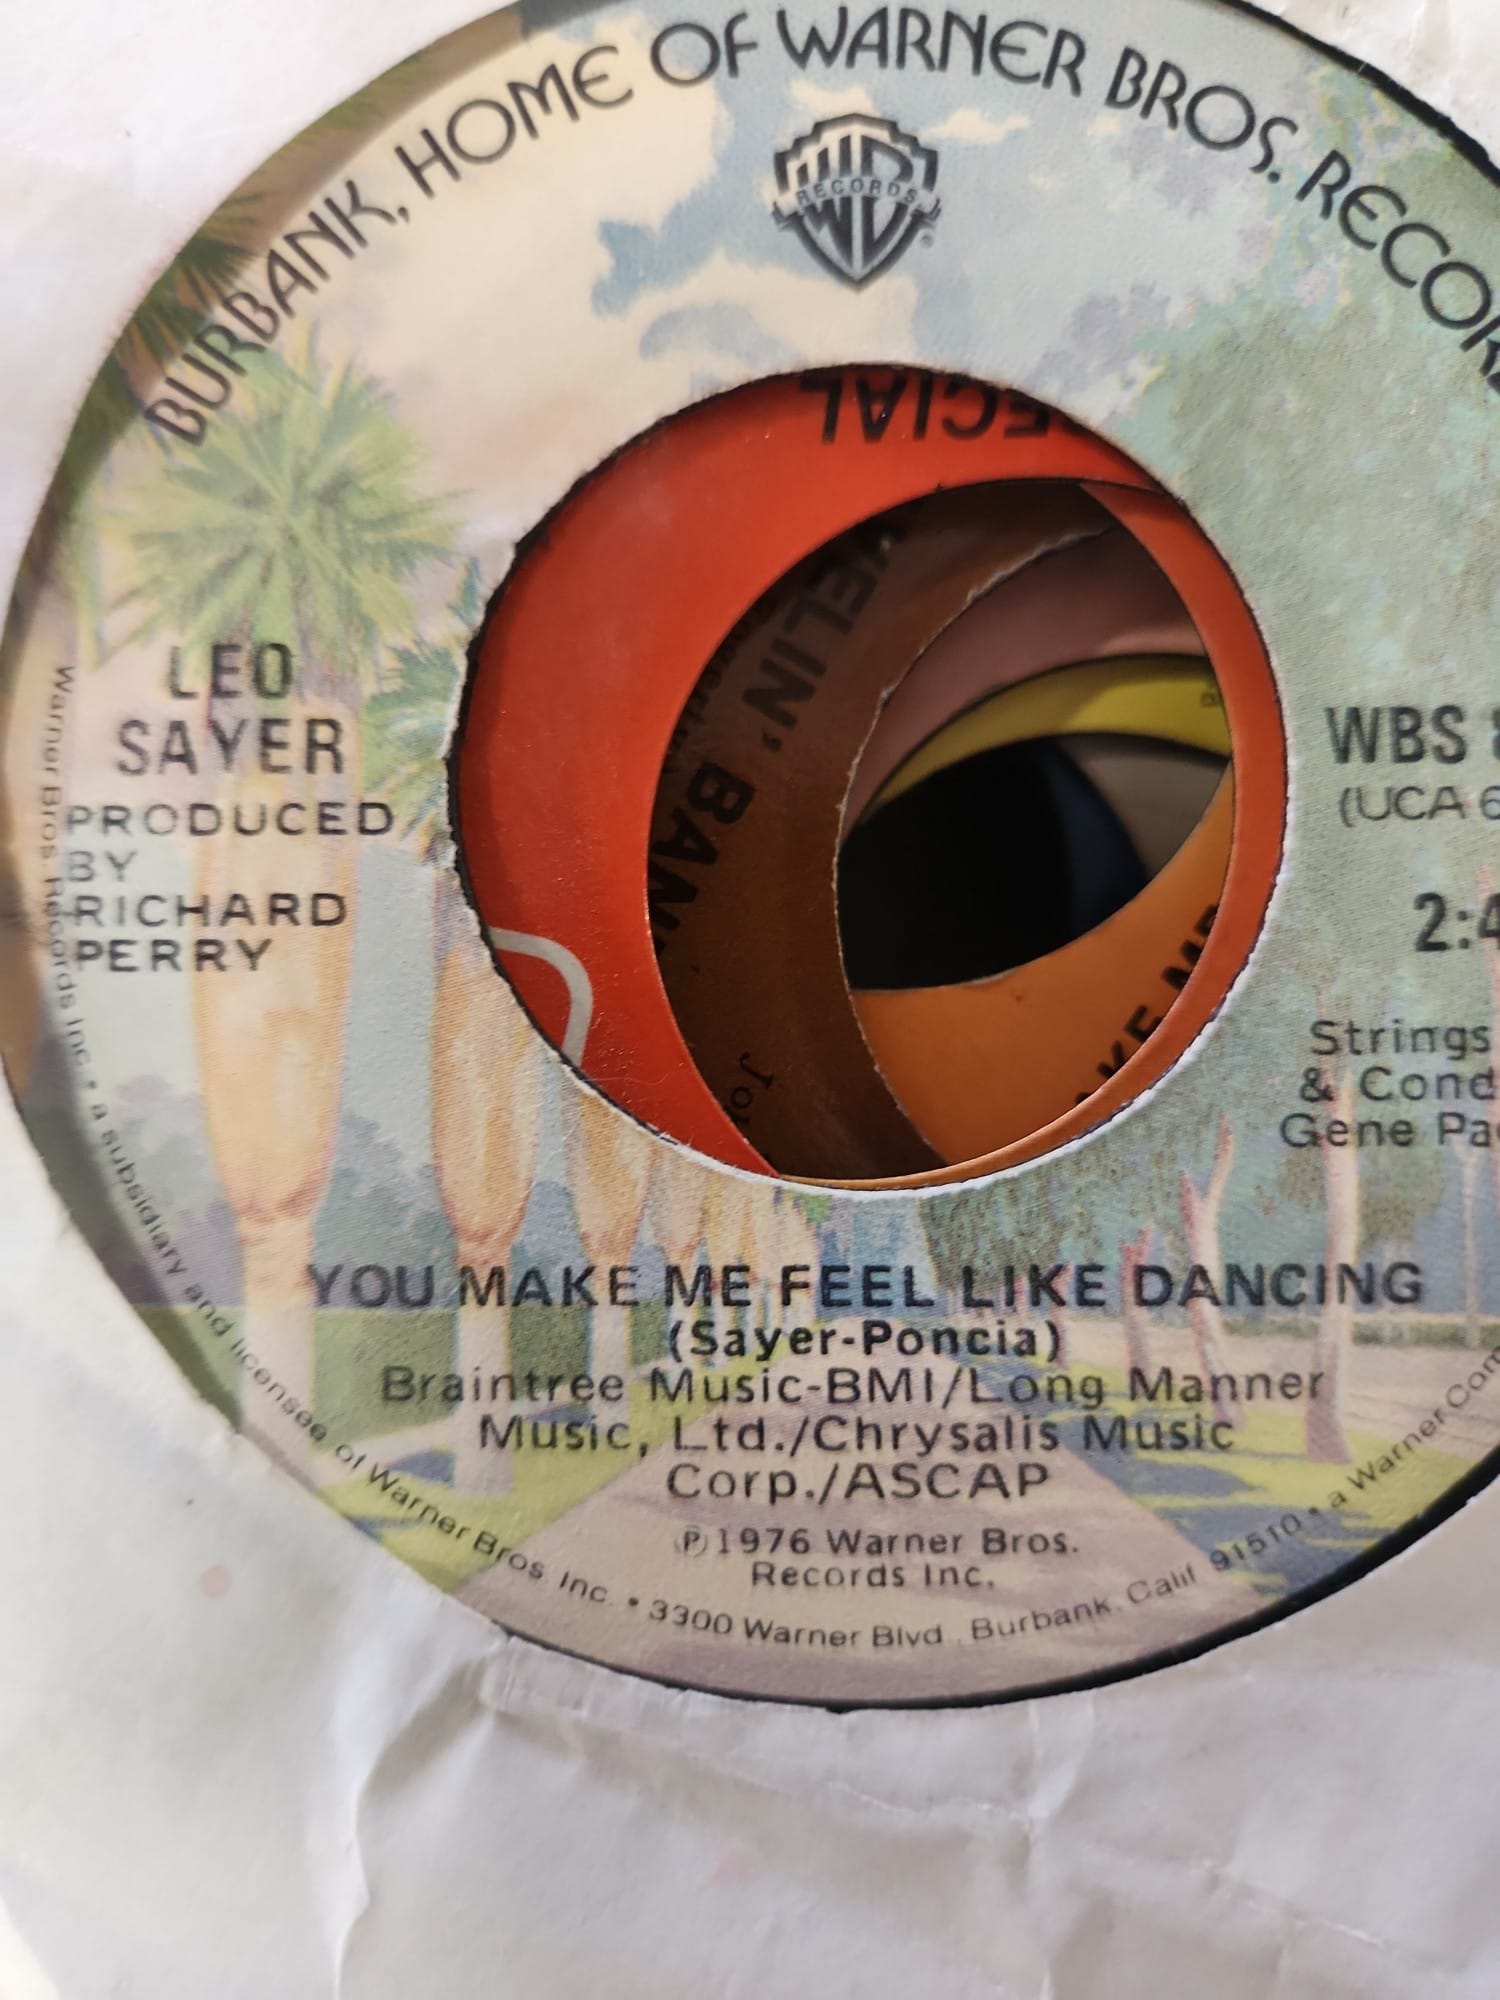 BURBANK, HOME OF WARNER BROS. RECORDS
WB
RECORDS
LEO
SAYER
PRODUCED
BY
RICHARD
PERRY
WBS
(UCA 6
2:4
Strings
& Cond
Gene Pa
YOU MAKE ME FEEL LIKE DANCING
(Sayer-Poncia)
Braintree Music-BMI/Long Manner
Music, Ltd./Chrysalis Music
Corp./ASCAP
℗1976 Warner Bros.
Records Inc.
Warner Bros. Records Inc. • a subsidiary and licensee of Warner Bros. Inc. • 3300 Warner Blvd., Burbank, Calif. 91510 • a Warner Com
ECIAL
VELIN' BAN